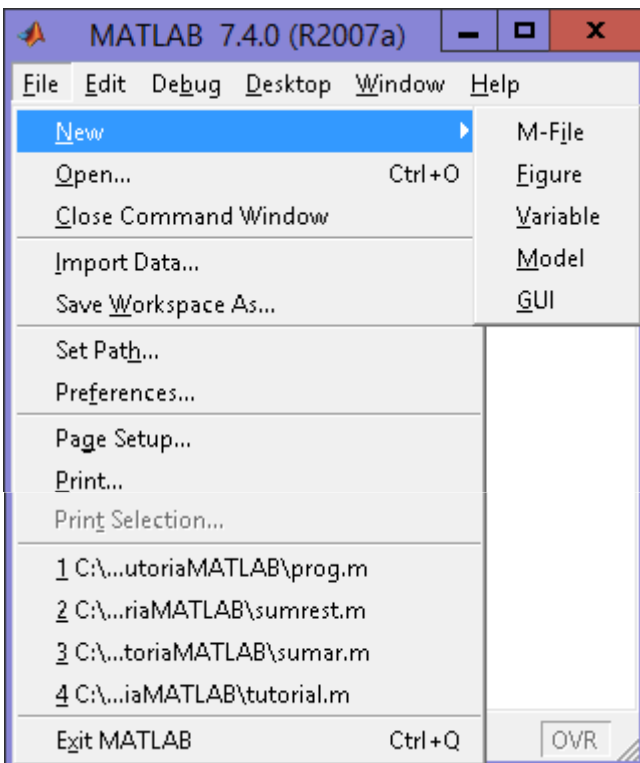 MATLAB 7.4.0 (R2007a)
File Edit Debug Desktop Window Help
New
Open... Ctrl+O
Close Command Window
Import Data...
Save Workspace As...
Set Path...
Preferences...
Page Setup...
Print...
Print Selection...
1 C:\...utoriaMATLAB\prog.m
2 C:\...riaMATLAB\sumrest.m
3 C:\...toriaMATLAB\sumar.m
4 C:\...iaMATLAB\tutorial.m
Exit MATLAB Ctrl+Q
M-File
Figure
Variable
Model
GUI
OVR